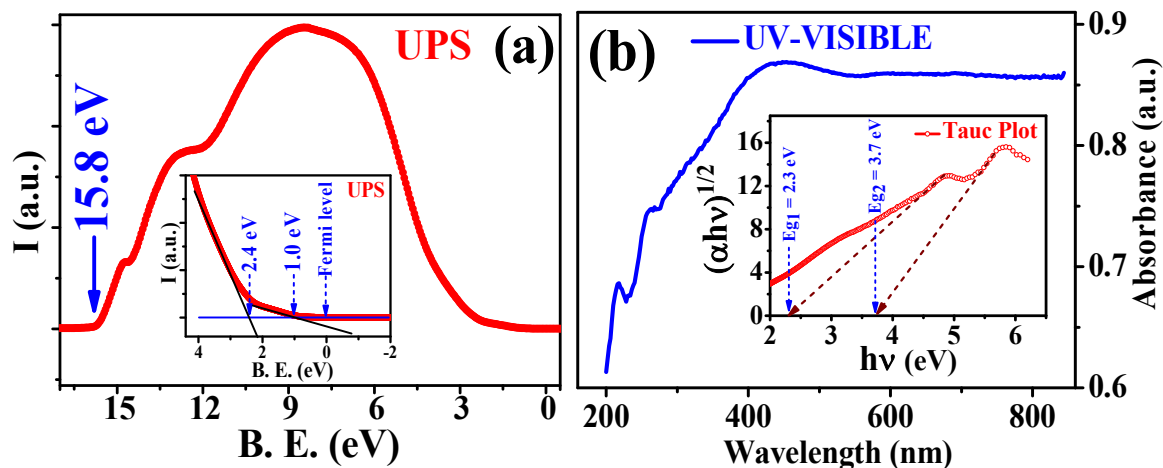 UPS
(a)
15.8 eV
I (a.u.)
15
12
9
6
3
0
B. E. (eV)
UPS
I (a.u.)
2.4 eV
1.0 eV
Fermi level
4
2
0
-2
B. E. (eV)
(b)
UV-VISIBLE
0.9
0.8
0.7
0.6
Absorbance (a.u.)
200
400
600
800
Wavelength (nm)
Tauc Plot
(αhν)1/2
16
12
8
4
0
Eg1 = 2.3 eV
Eg2 = 3.7 eV
2
3
4
5
6
hν (eV)